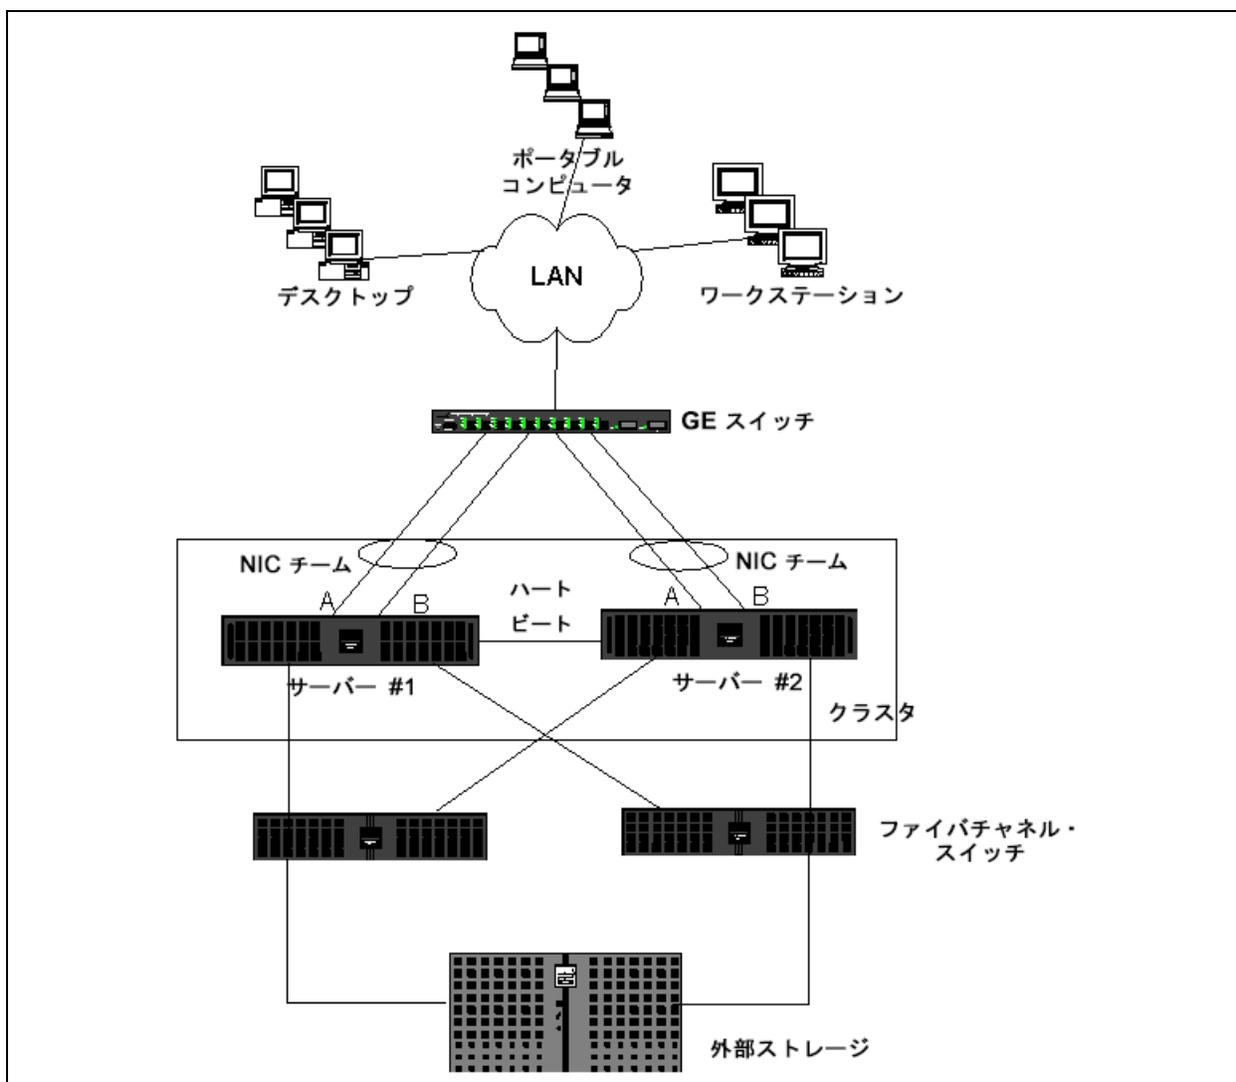 ポータブル
コンピュータ
デスクトップ
LAN
ワークステーション
GE スイッチ
NIC チーム
NIC チーム
A
B
ハート
ビート
A
B
サーバー #1
サーバー #2
クラスタ
ファイバチャネル・
スイッチ
外部ストレージ